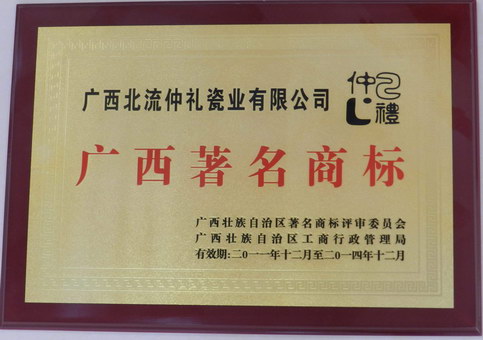 广西北流仲礼瓷业有限公司
仲
禮
广西著名商标
广西壮族自治区著名商标评审委员会
广西壮族自治区工商行政管理局
有效期:二〇一一年十二月至二〇一四年十二月